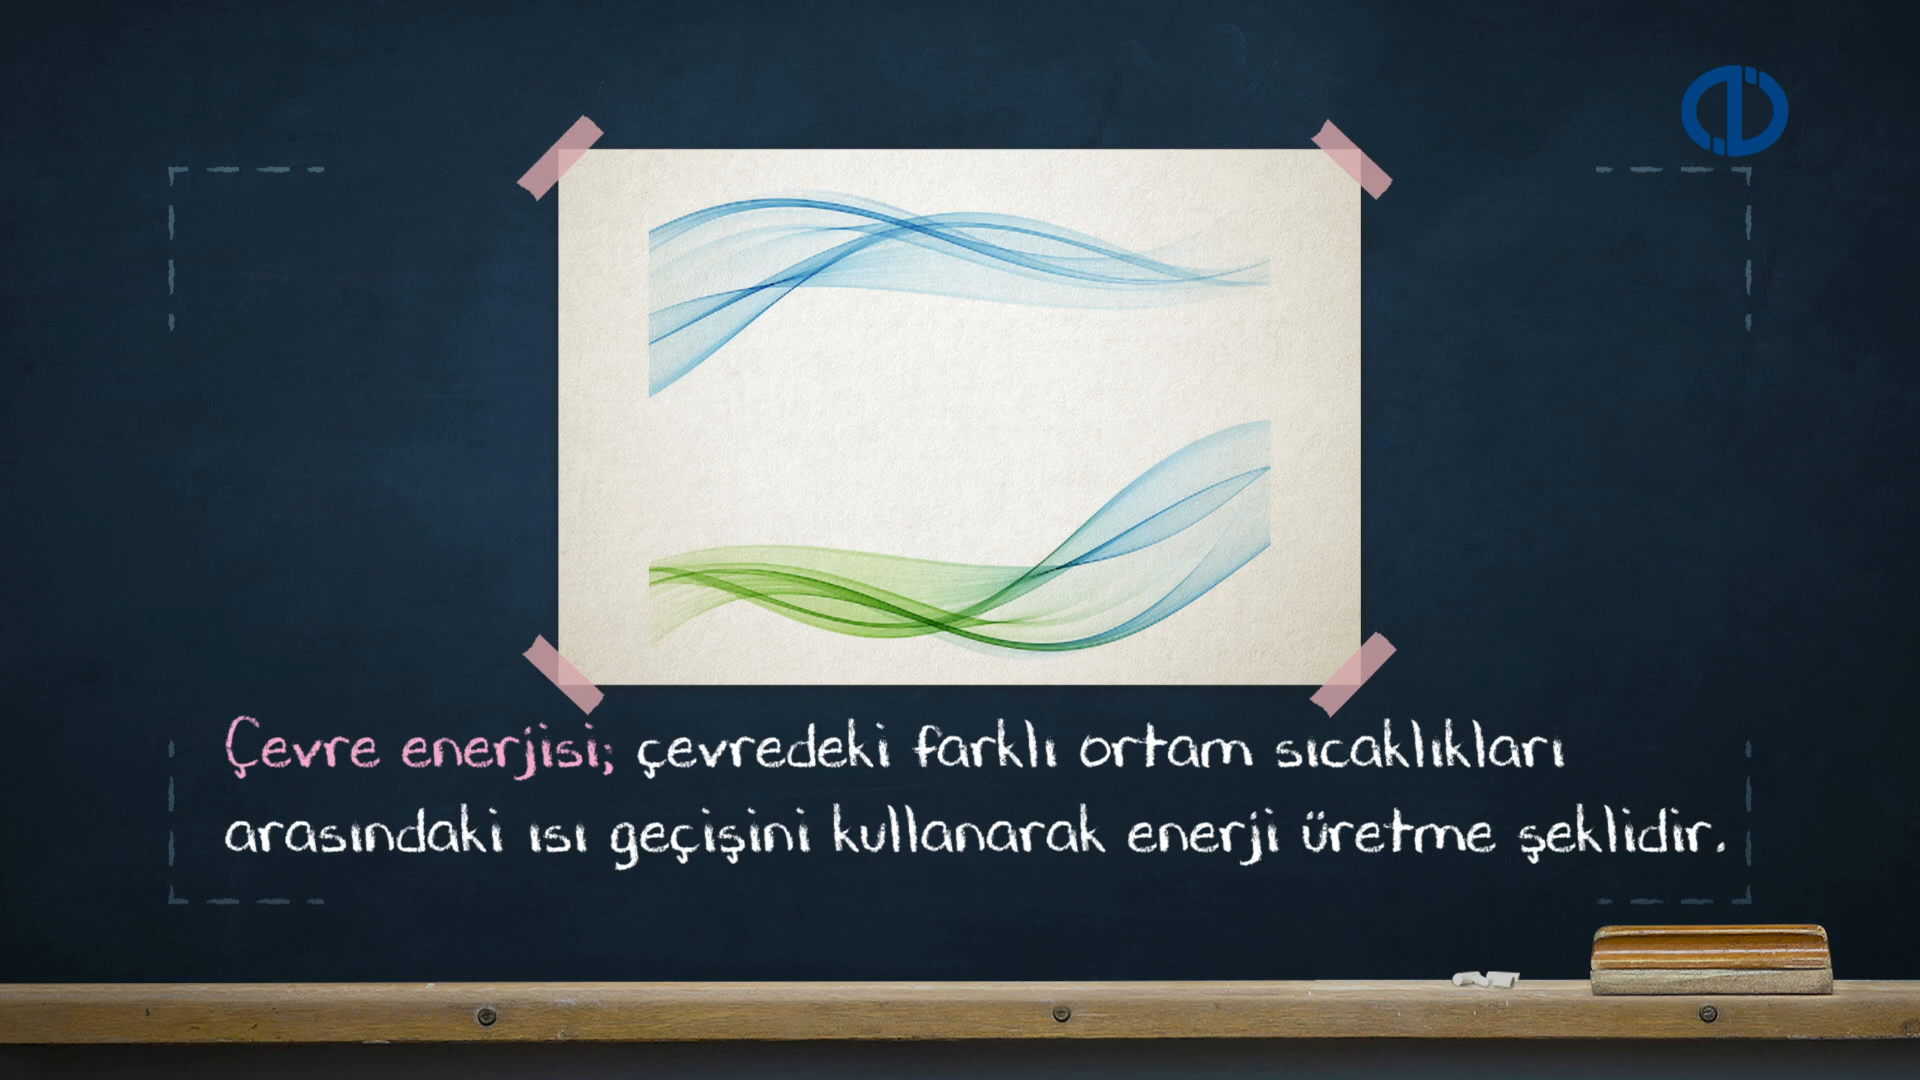 Çevre enerjisi; çevredeki farklı ortam sıcaklıkları
arasındaki ısı geçişini kullanarak enerji üretme şeklidir.